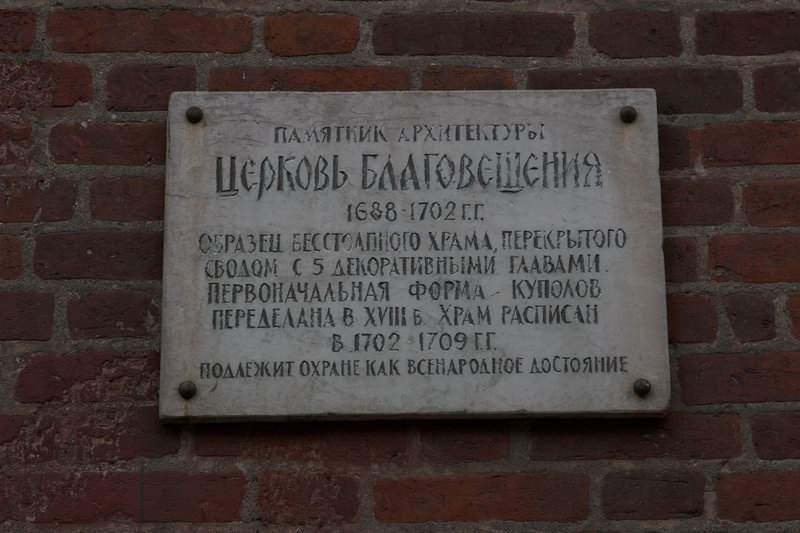 ПАМЯТНИК АРХИТЕКТУРЫ
ЦЕРКОВЬ БЛАГОВЕЩЕНИЯ
1688-1702 Г.Г.
ОБРАЗЕЦ БЕССТОЛПНОГО ХРАМА, ПЕРЕКРЫТОГО
СВОДОМ С 5 ДЕКОРАТИВНЫМИ ГЛАВАМИ.
ПЕРВОНАЧАЛЬНАЯ ФОРМА КУПОЛОВ
ПЕРЕДЕЛАНА В XVIII В. ХРАМ РАСПИСАН
В 1702 - 1709 Г.Г.
ПОДЛЕЖИТ ОХРАНЕ КАК ВСЕНАРОДНОЕ ДОСТОЯНИЕ